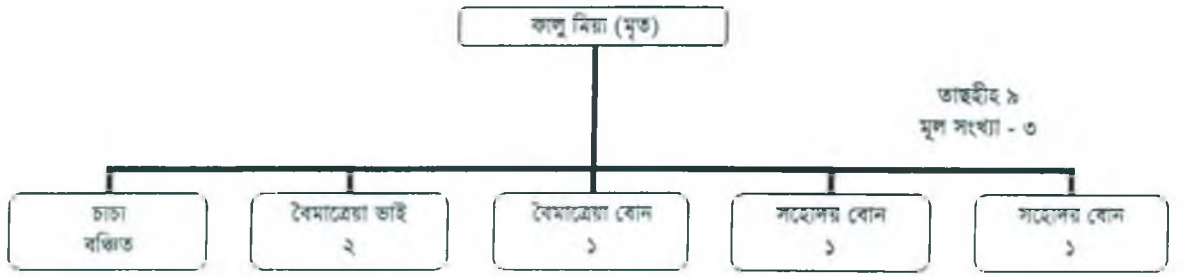 কালু মিয়া (মৃত)
তাছহীহ ৯
মূল সংখ্যা - ৩
চাচা
বঞ্চিত
বৈমাত্রেয়া ভাই
২
বৈমাত্রেয়া বোন
১
সহোদর বোন
১
সহোদর বোন
১